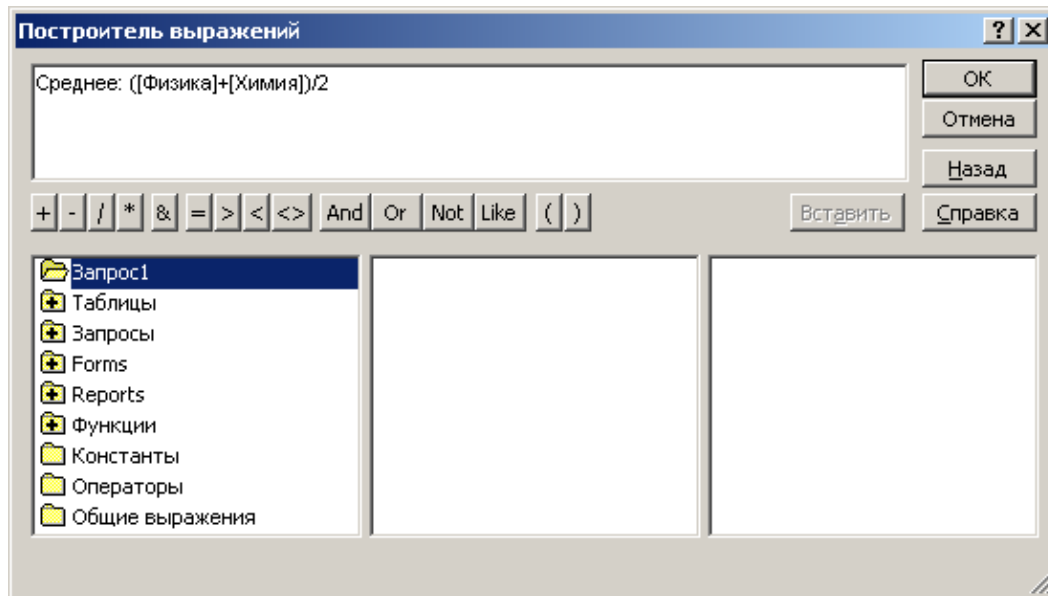 Построитель выражений
Среднее: ([Физика]+[Химия])/2
ОК
Отмена
Назад
+ - / * & = > < <> And Or Not Like ( ) Вставить Справка
Запрос1
Таблицы
Запросы
Forms
Reports
Функции
Константы
Операторы
Общие выражения